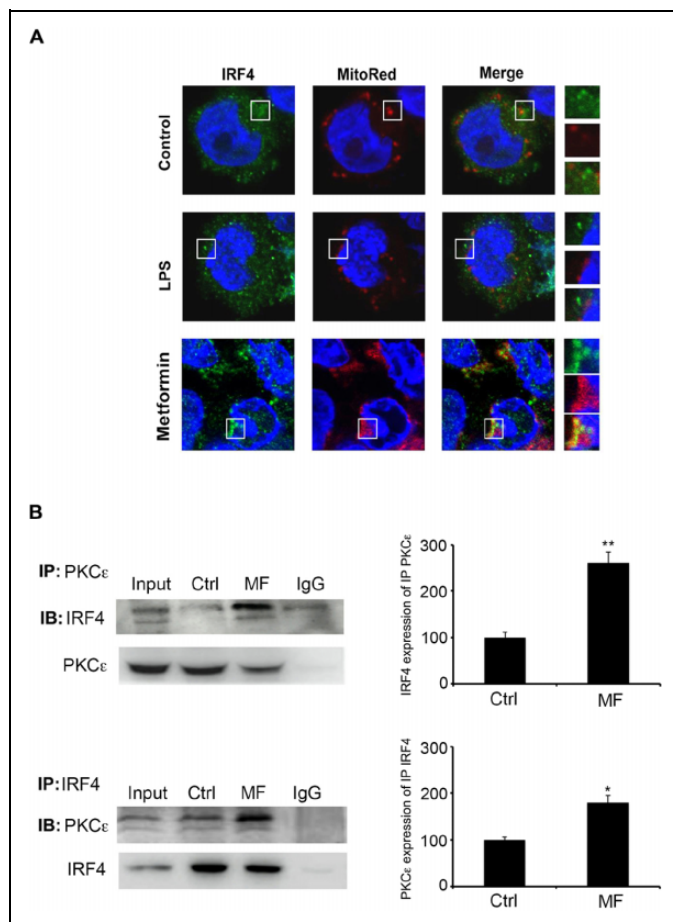 A
IRF4 MitoRed Merge
Control
LPS
Metformin
B
IP: PKCε
Input Ctrl MF IgG
IB: IRF4
PKCε
300
200
100
0
**
Ctrl MF
IRF4 expression of IP PKCε
IP: IRF4
Input Ctrl MF IgG
IB: PKCε
IRF4
300
200
100
0
*
Ctrl MF
PKCε expression of IP IRF4